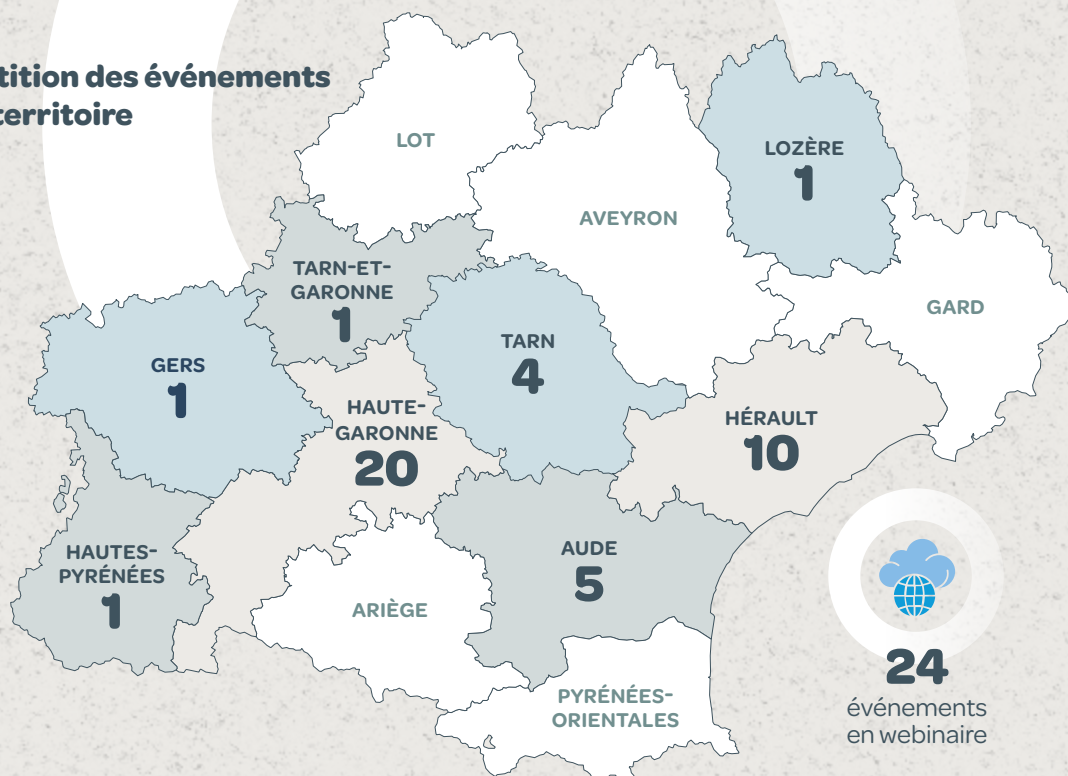 tition des événements
territoire
LOT
LOZÈRE
1
AVEYRON
TARN-ET-
GARONNE
1
GARD
GERS
1
TARN
4
HAUTE-
GARONNE
20
HÉRAULT
10
HAUTES-
PYRÉNÉES
1
AUDE
5
ARIÈGE
PYRÉNÉES-
ORIENTALES
24
événements
en webinaire